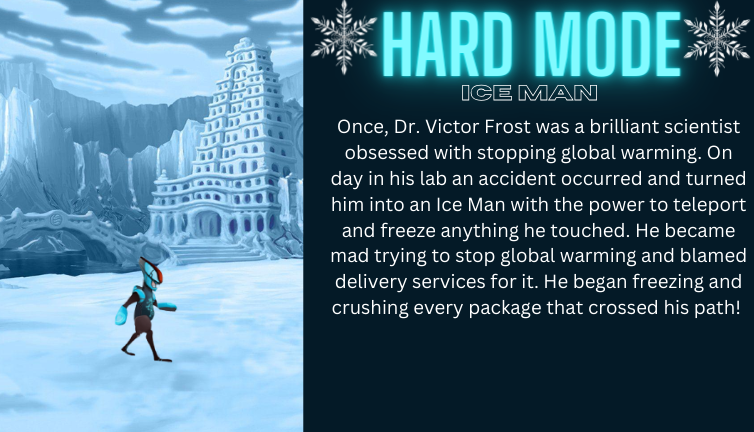 HARD MODE
ICE MAN
Once, Dr. Victor Frost was a brilliant scientist
obsessed with stopping global warming. On
day in his lab an accident occurred and turned
him into an Ice Man with the power to teleport
and freeze anything he touched. He became
mad trying to stop global warming and blamed
delivery services for it. He began freezing and
crushing every package that crossed his path!